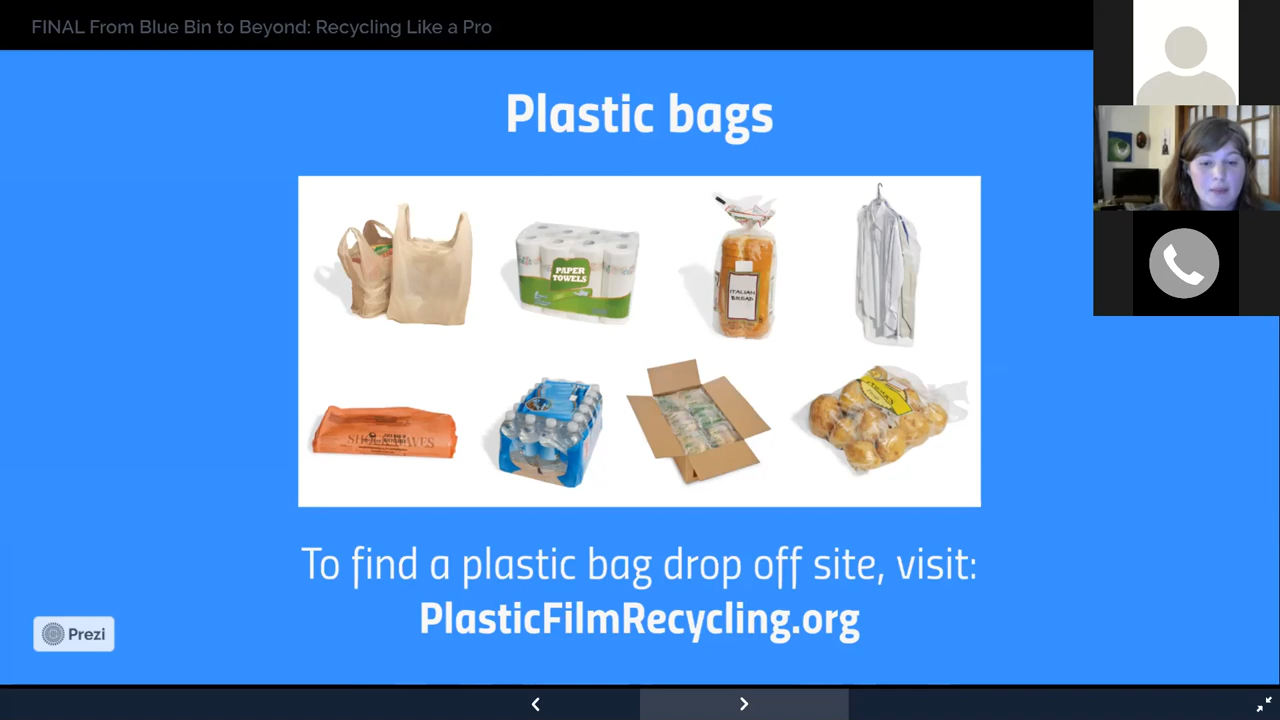 FINAL From Blue Bin to Beyond: Recycling Like a Pro
Plastic bags
PAPER
TOWELS
ITALIAN
BREAD
To find a plastic bag drop off site, visit:
PlasticFilmRecycling.org
Prezi